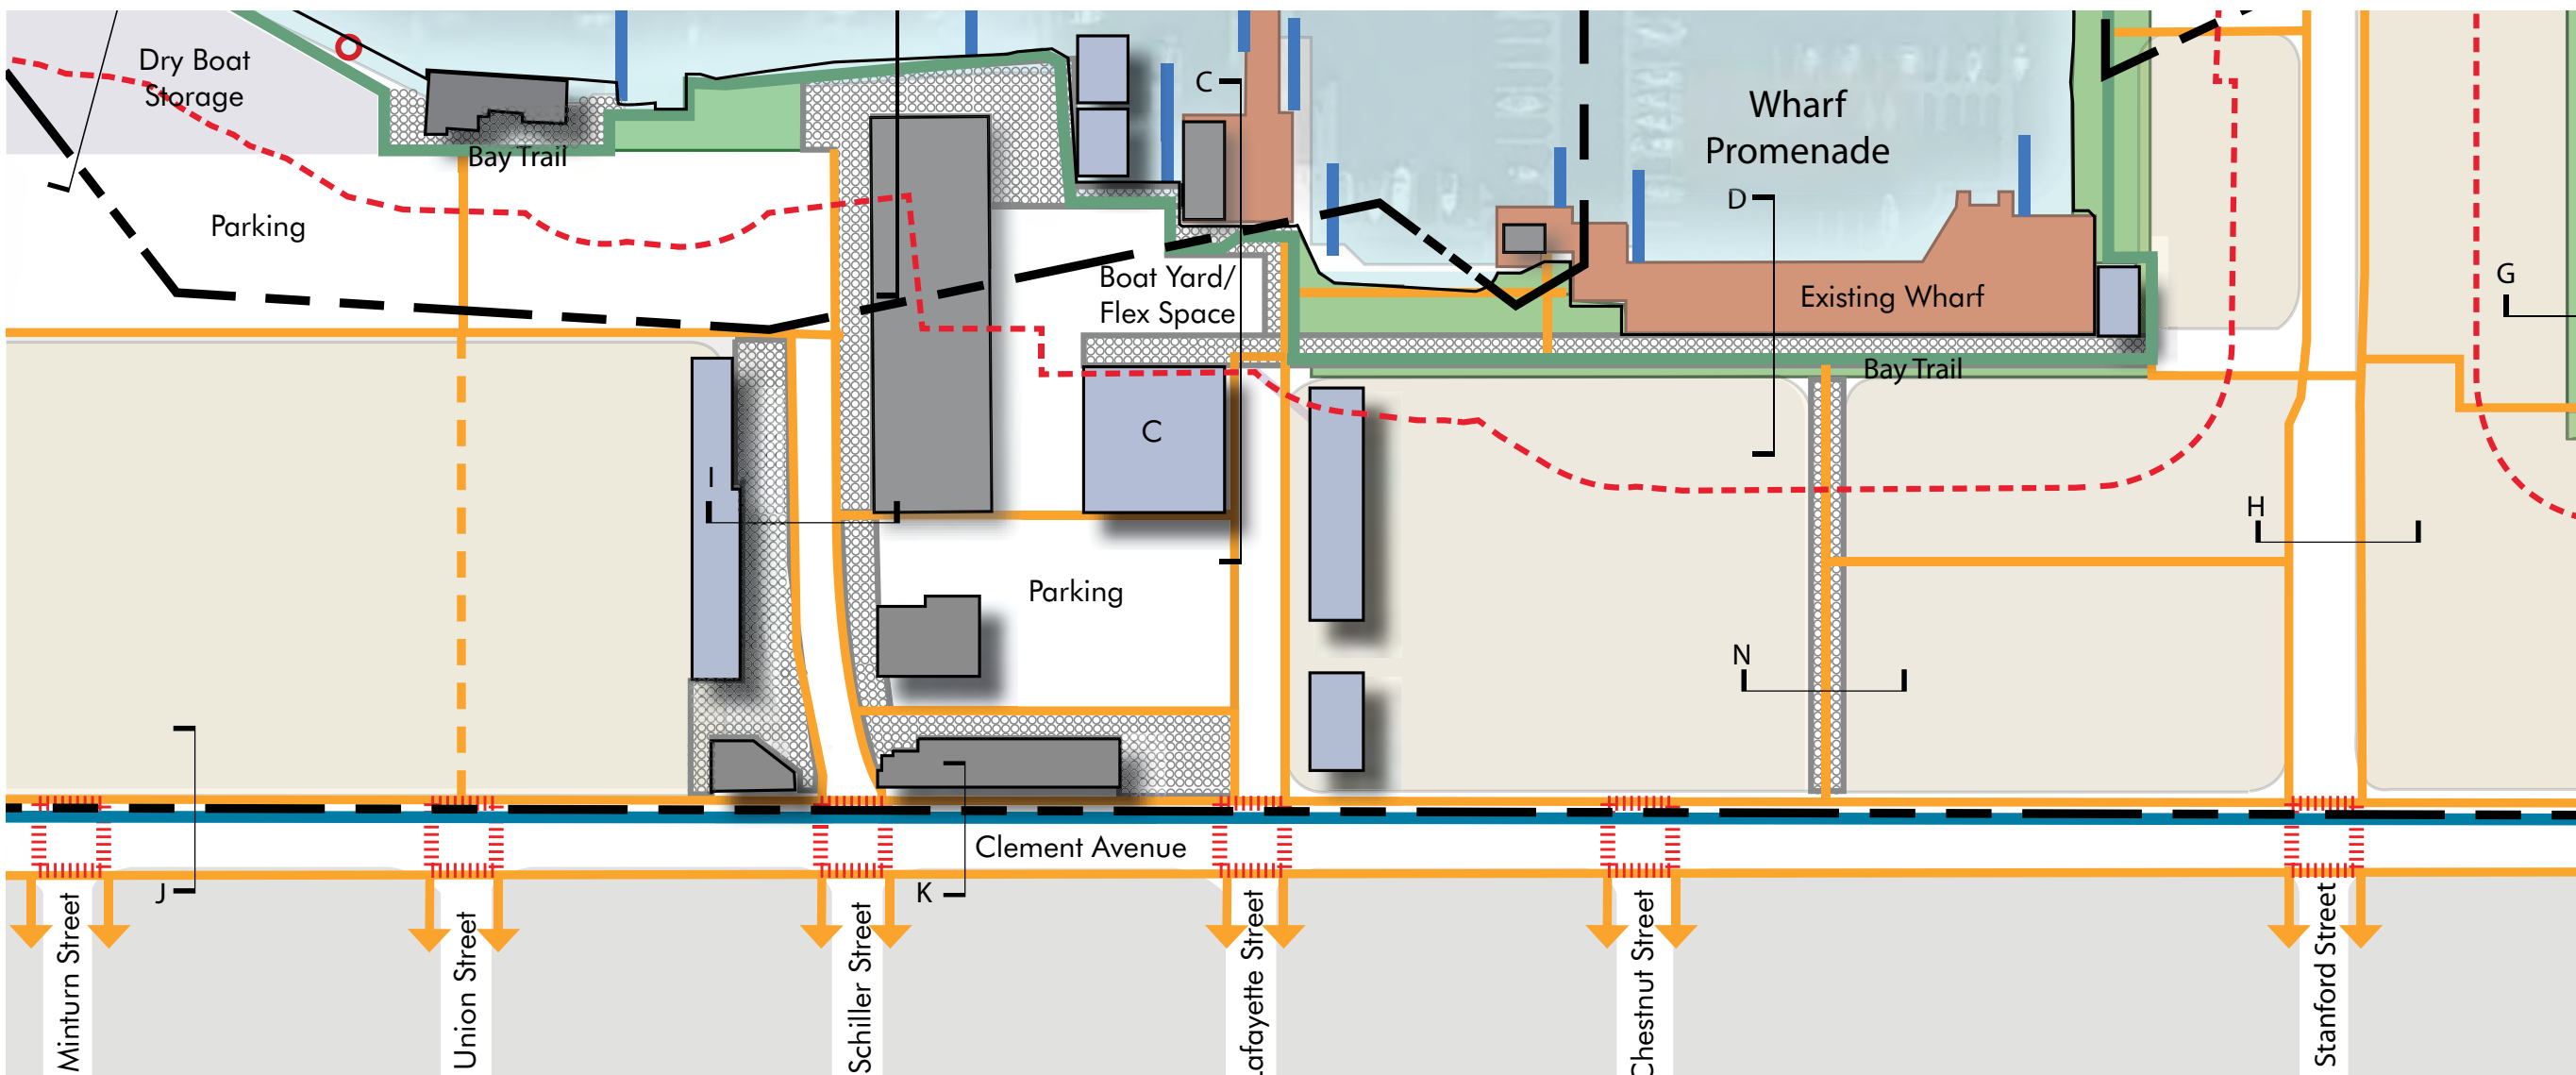 Dry Boat
Storage
C
Wharf
Promenade
Bay Trail
D
Parking
Boat Yard/
Flex Space
G
Existing Wharf
Bay Trail
C
I
H
Parking
N
Clement Avenue
J
K
Minturn Street
Union Street
Schiller Street
Lafayette Street
Chestnut Street
Stanford Street